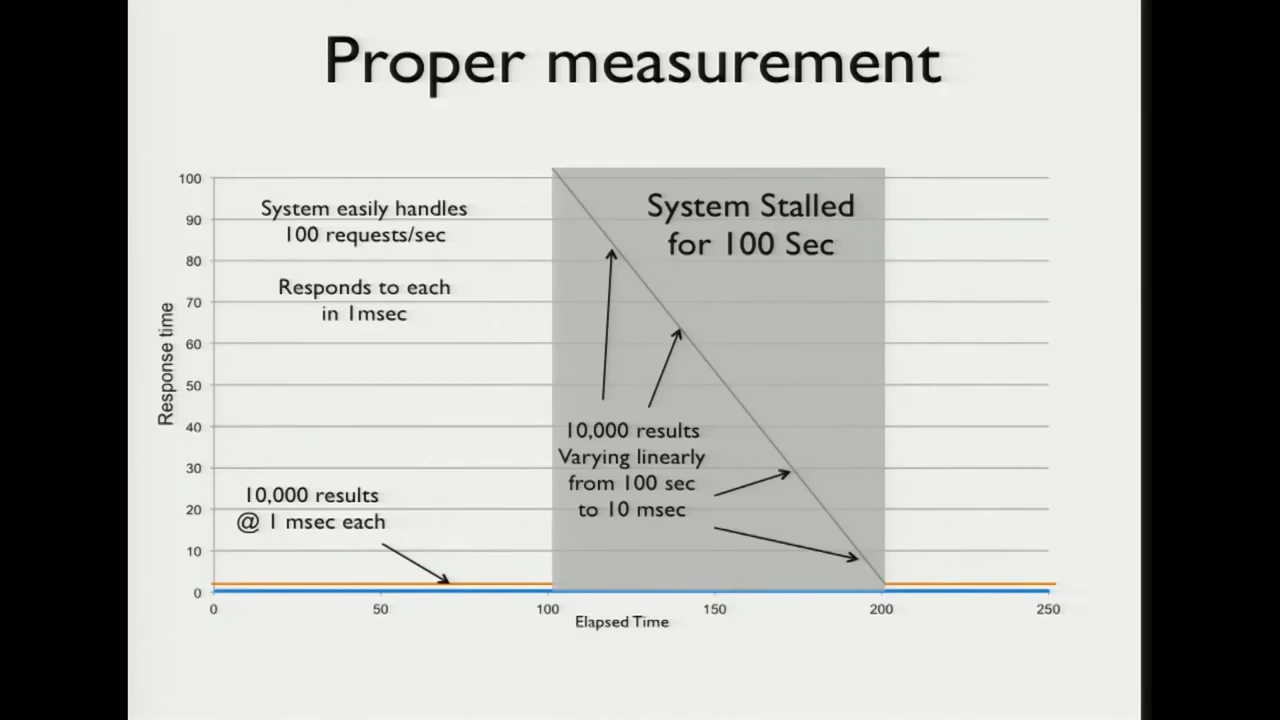 Proper measurement
System easily handles
100 requests/sec
Responds to each
in 1msec
System Stalled
for 100 Sec
10,000 results
Varying linearly
from 100 sec
to 10 msec
10,000 results
@ 1 msec each
Response time
100
90
80
70
60
50
40
30
20
10
0
0
50
100
150
200
250
Elapsed Time